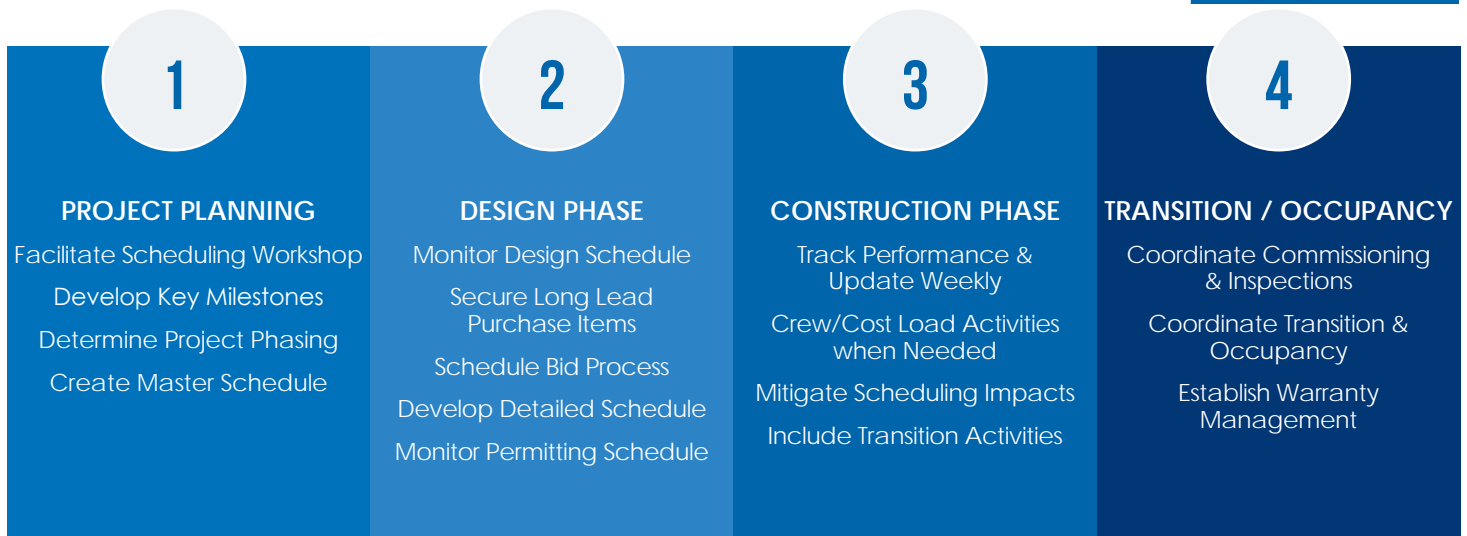 1
PROJECT PLANNING
Facilitate Scheduling Workshop
Develop Key Milestones
Determine Project Phasing
Create Master Schedule
2
DESIGN PHASE
Monitor Design Schedule
Secure Long Lead
Purchase Items
Schedule Bid Process
Develop Detailed Schedule
Monitor Permitting Schedule
3
CONSTRUCTION PHASE
Track Performance &
Update Weekly
Crew/Cost Load Activities
when Needed
Mitigate Scheduling Impacts
Include Transition Activities
4
TRANSITION / OCCUPANCY
Coordinate Commissioning
& Inspections
Coordinate Transition &
Occupancy
Establish Warranty
Management